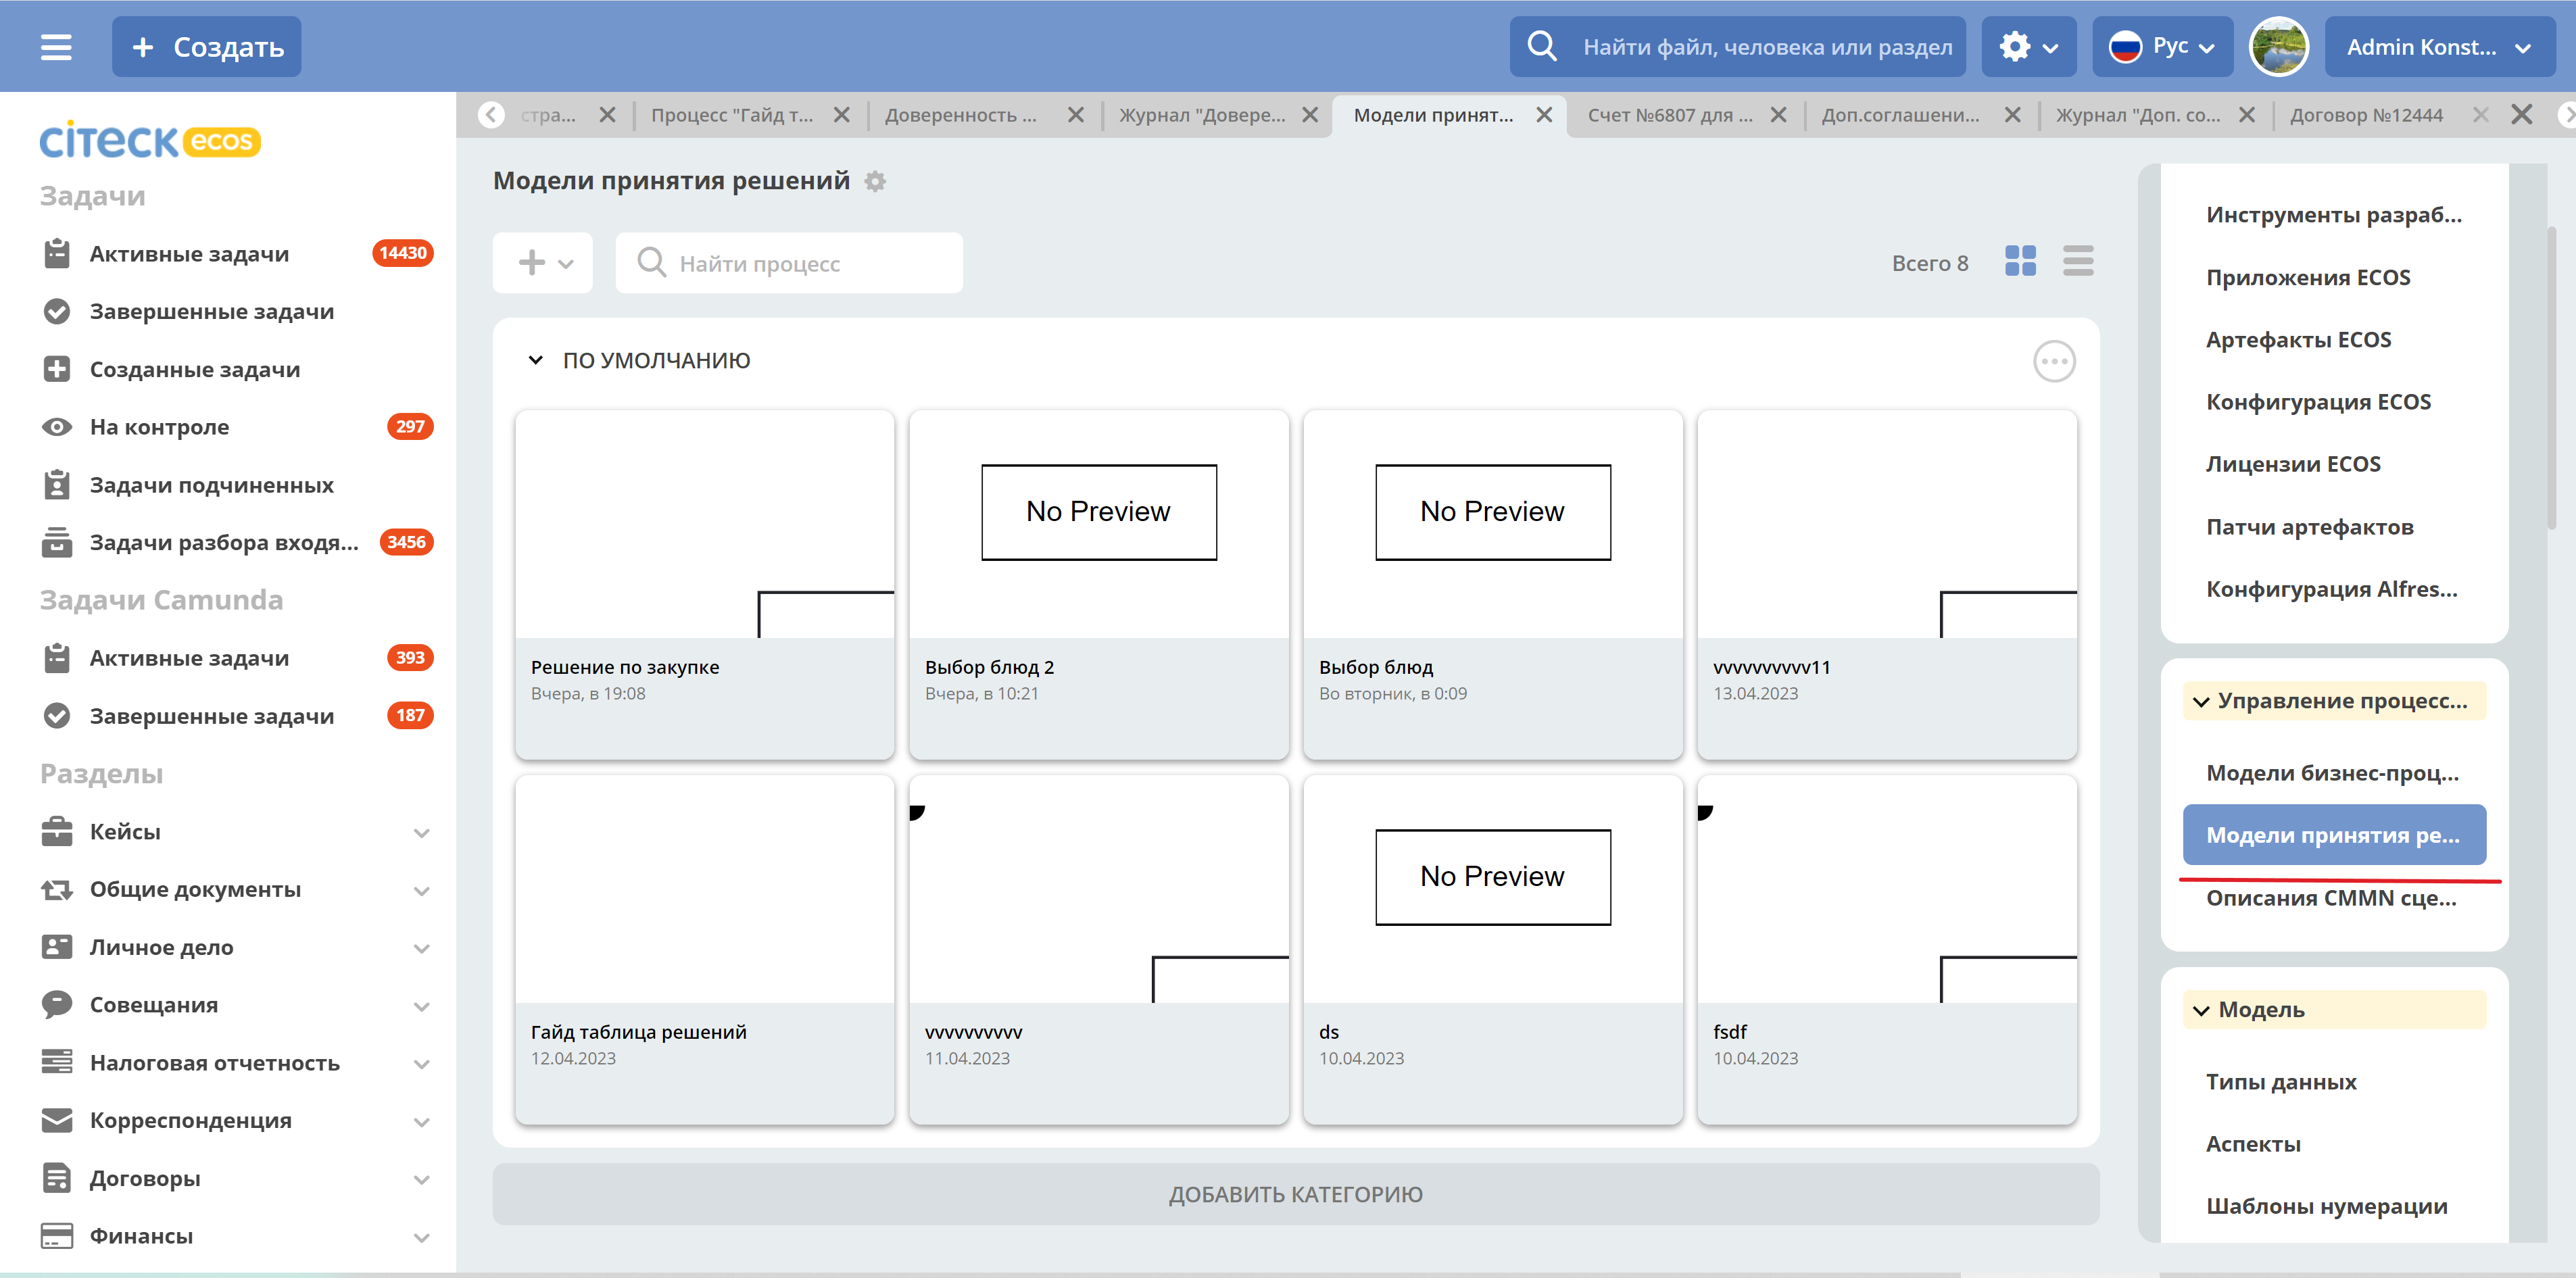 Создать
Найти файл, человека или раздел
Рус
Admin Konst...
citeck ecos
Задачи
Активные задачи 14430
Завершенные задачи
Созданные задачи
На контроле 297
Задачи подчиненных
Задачи разбора входя... 3456
Задачи Camunda
Активные задачи 393
Завершенные задачи 187
Разделы
Кейсы
Общие документы
Личное дело
Совещания
Налоговая отчетность
Корреспонденция
Договоры
Финансы
стра...
Процесс "Гайд т...
Доверенность ...
Журнал "Довере...
Модели принят...
Счет №6807 для ...
Доп.соглашени...
Журнал "Доп. со...
Договор №12444
Модели принятия решений
Найти процесс
Всего 8
ПО УМОЛЧАНИЮ
Решение по закупке
Вчера, в 19:08
No Preview
Выбор блюд 2
Вчера, в 10:21
No Preview
Выбор блюд
Во вторник, в 0:09
vvvvvvvvvv11
13.04.2023
Гайд таблица решений
12.04.2023
vvvvvvvvvv
11.04.2023
No Preview
ds
10.04.2023
fsdf
10.04.2023
ДОБАВИТЬ КАТЕГОРИЮ
Инструменты разраб...
Приложения ECOS
Артефакты ECOS
Конфигурация ECOS
Лицензии ECOS
Патчи артефактов
Конфигурация Alfres...
Управление процесс...
Модели бизнес-проц...
Модели принятия ре...
Описания CMMN сце...
Модель
Типы данных
Аспекты
Шаблоны нумерации